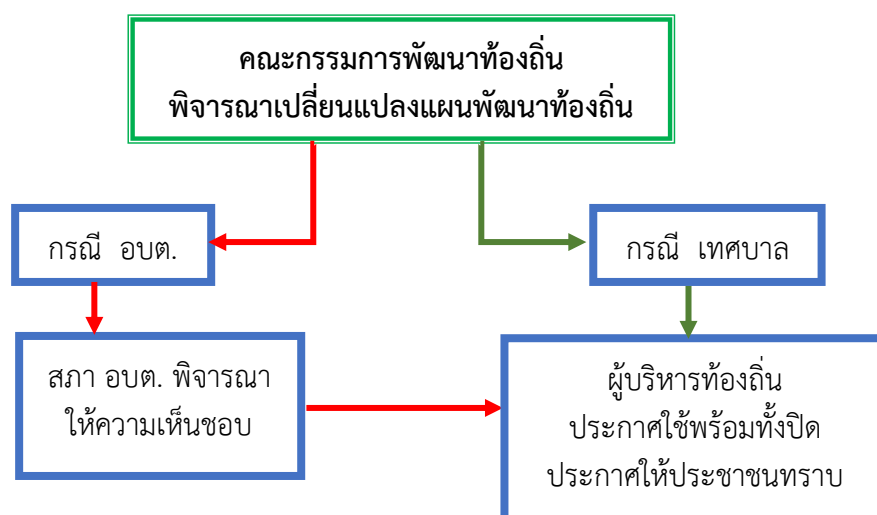 คณะกรรมการพัฒนาท้องถิ่น
พิจารณาเปลี่ยนแปลงแผนพัฒนาท้องถิ่น
กรณี อบต.
กรณี เทศบาล
สภา อบต. พิจารณา
ให้ความเห็นชอบ
ผู้บริหารท้องถิ่น
ประกาศใช้พร้อมทั้งปิด
ประกาศให้ประชาชนทราบ